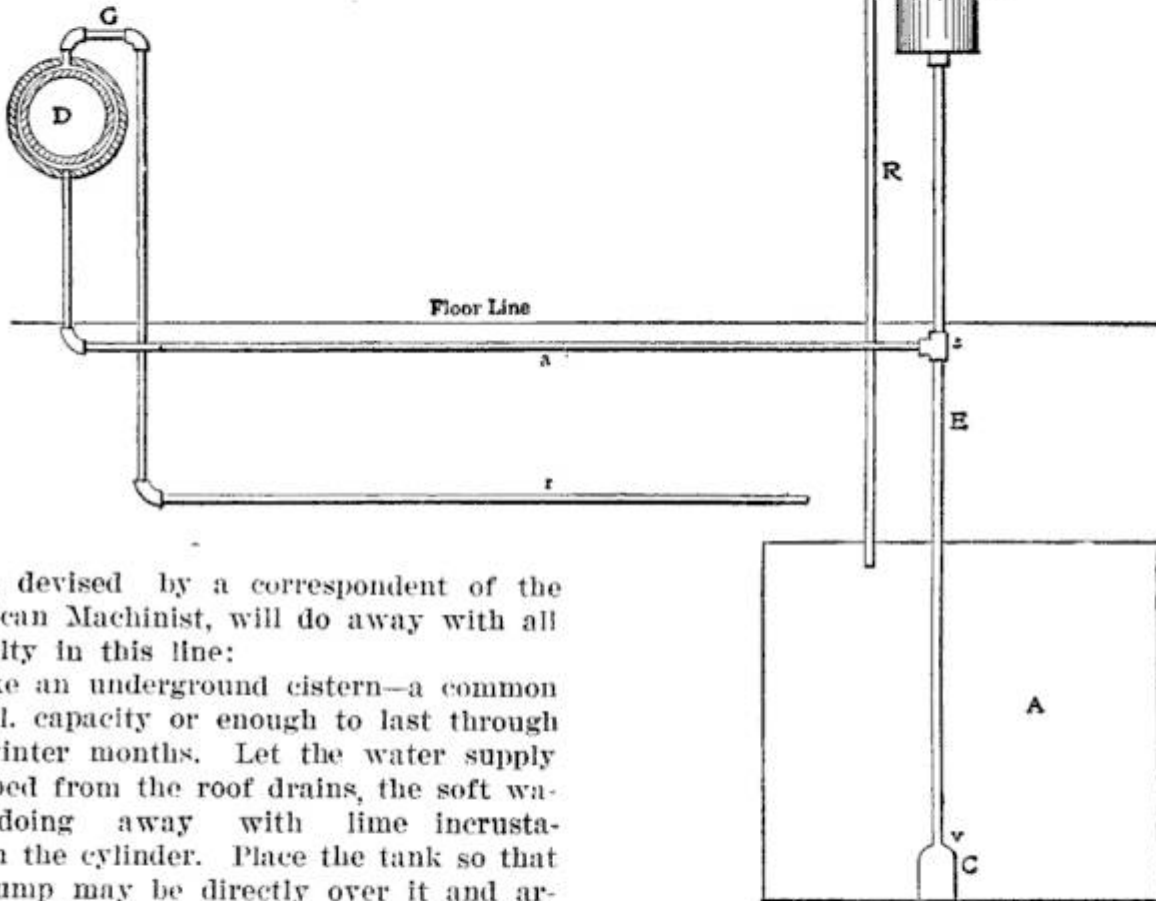 G
D
R
Floor Line
a
E
r
devised by a correspondent of the
can Machinist, will do away with all
lty in this line:
e an underground cistern—a common
l. capacity or enough to last through
inter months. Let the water supply
ped from the roof drains, the soft wa-
doing away with lime incrusta-
n the cylinder. Place the tank so that
ump may be directly over it and ar-
A
v
C